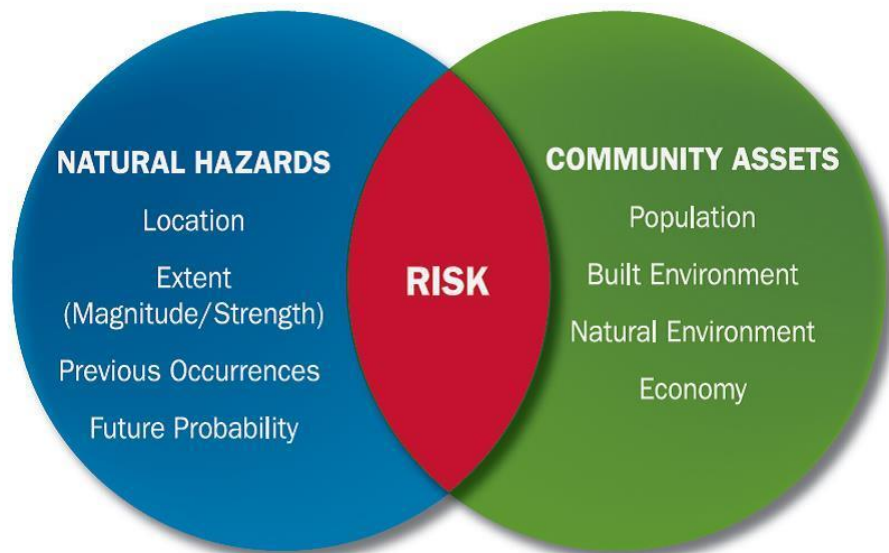 NATURAL HAZARDS
Location
Extent
(Magnitude/Strength)
Previous Occurrences
Future Probability
RISK
COMMUNITY ASSETS
Population
Built Environment
Natural Environment
Economy